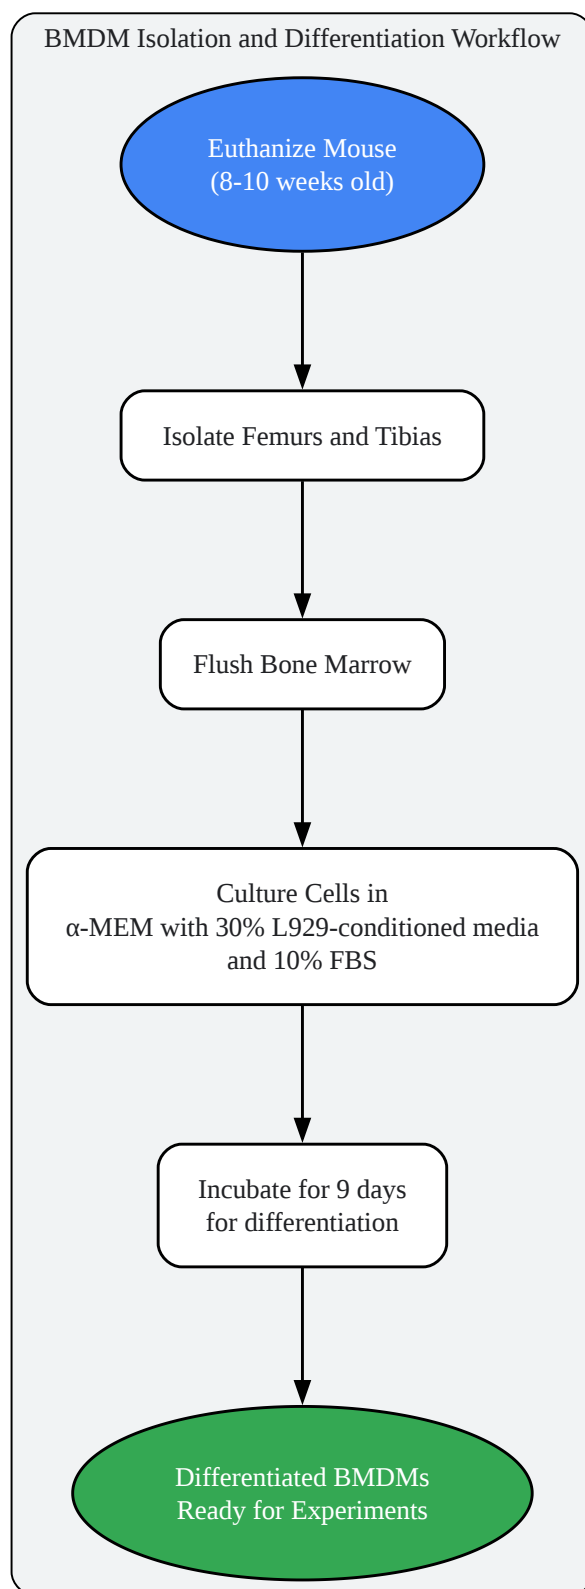 BMDM Isolation and Differentiation Workflow
Euthanize Mouse
(8-10 weeks old)
Isolate Femurs and Tibias
Flush Bone Marrow
Culture Cells in
α-MEM with 30% L929-conditioned media
and 10% FBS
Incubate for 9 days
for differentiation
Differentiated BMDMs
Ready for Experiments